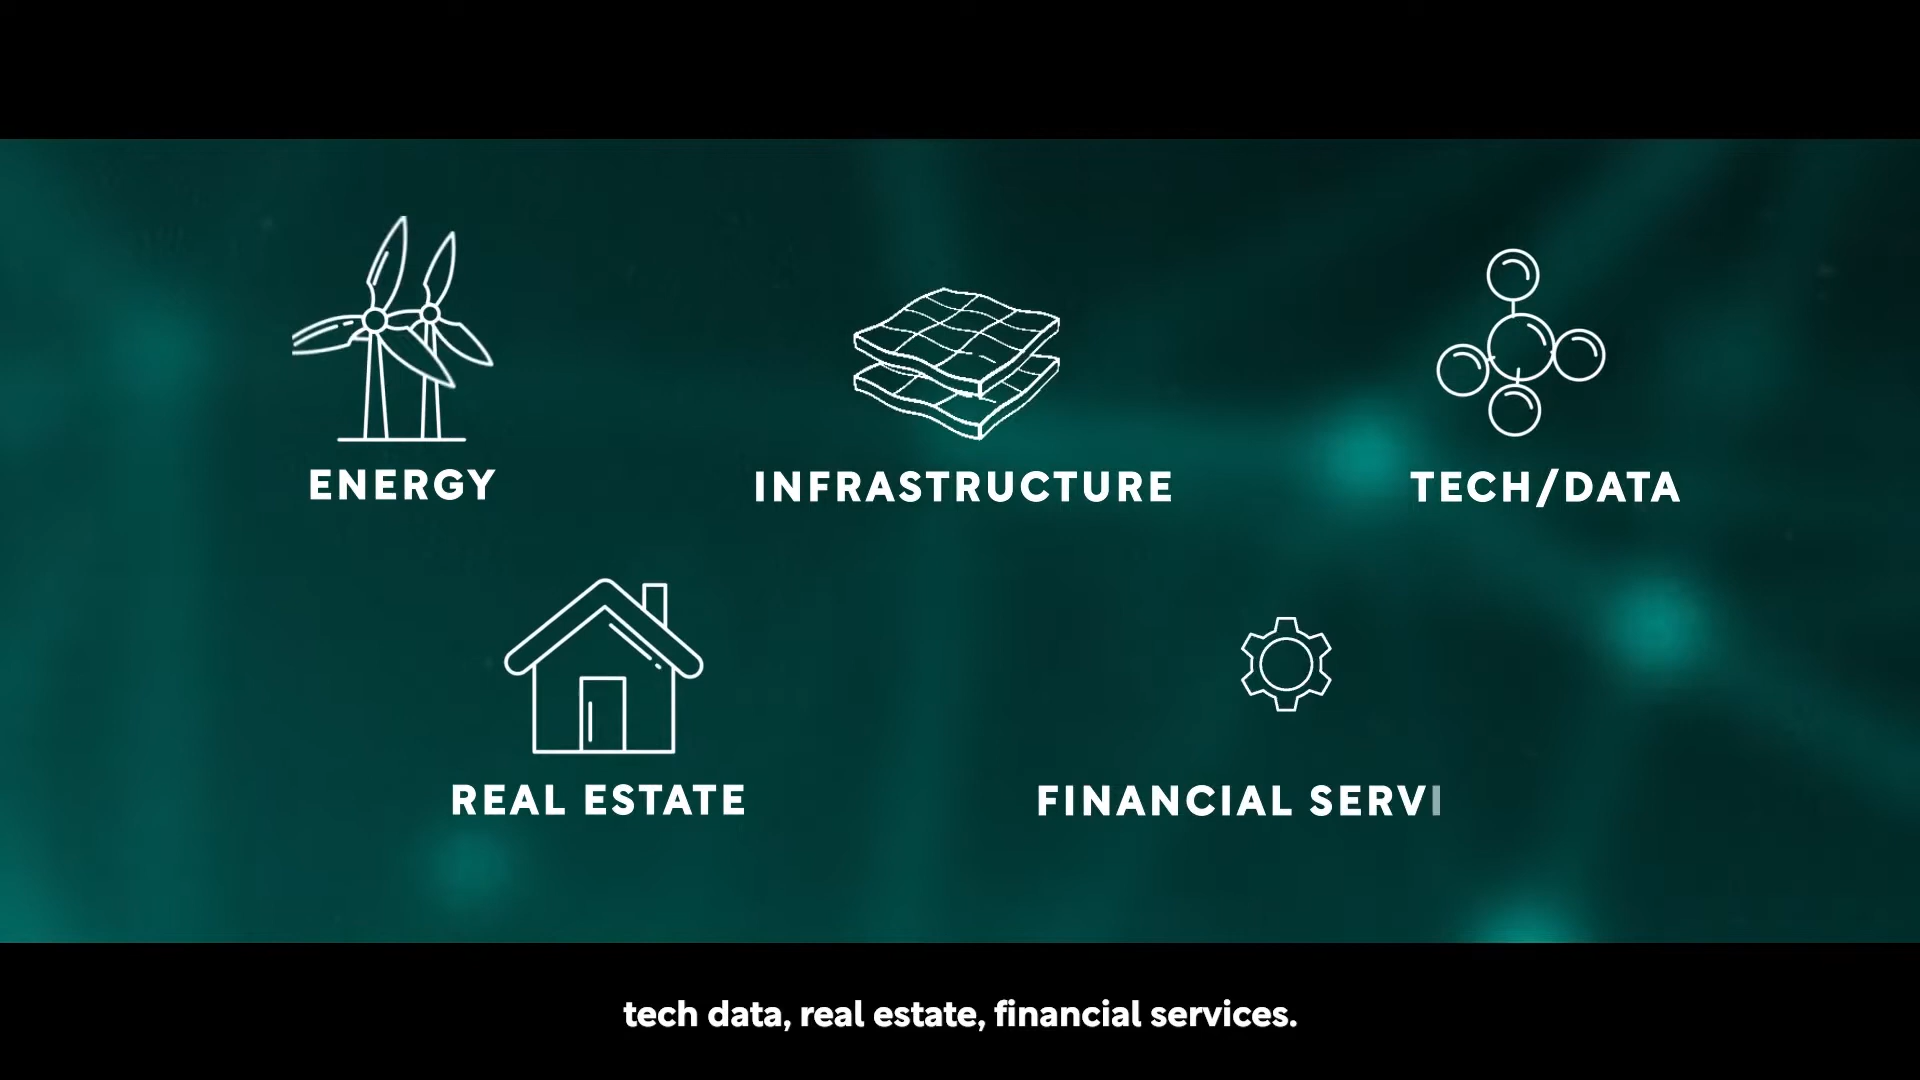 ENERGY
INFRASTRUCTURE
TECH/DATA
REAL ESTATE
FINANCIAL SERVI
tech data, real estate, financial services.